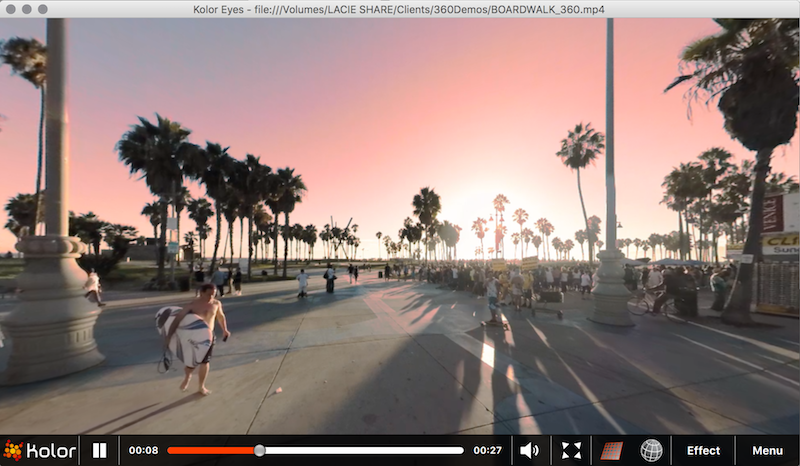 Kolor Eyes - file:///Volumes/LACIE SHARE/Clients/360Demos/BOARDWALK_360.mp4
VENICE
kolor
00:08
00:27
Effect
Menu